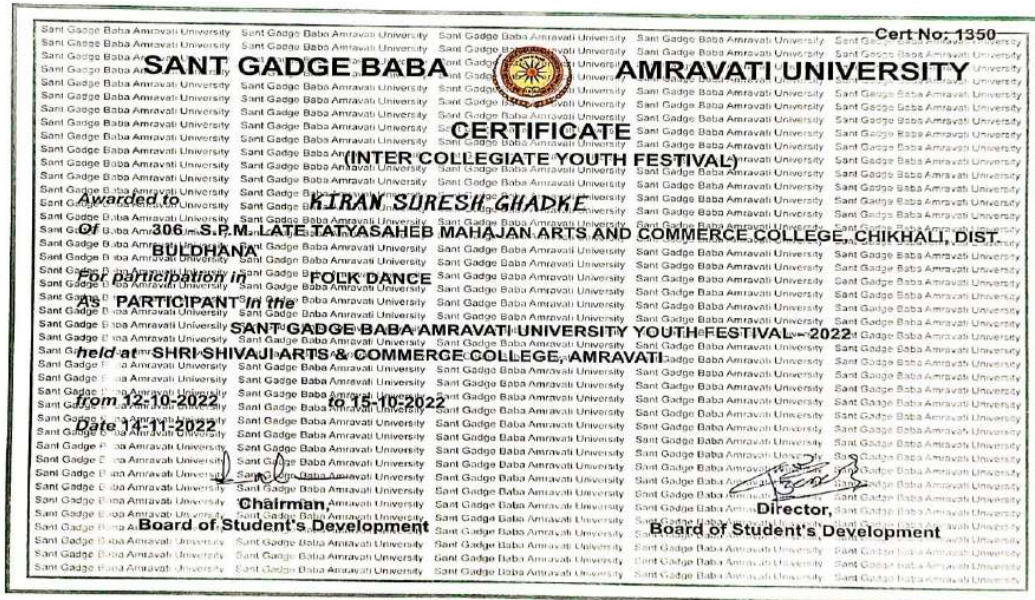 Cert No: 1350
SANT GADGE BABA AMRAVATI UNIVERSITY
CERTIFICATE
(INTER COLLEGIATE YOUTH FESTIVAL)
Awarded to KIRAN SURESH GHADKE
Of 306 - S.P.M. LATE TATYASAHEB MAHAJAN ARTS AND COMMERCE COLLEGE, CHIKHALI, DIST.
BULDHANA
For participation in FOLK DANCE
As PARTICIPANT In the
SANT GADGE BABA AMRAVATI UNIVERSITY YOUTH FESTIVAL - 2022
held at SHRI SHIVAJI ARTS & COMMERCE COLLEGE, AMRAVATI
from 12-10-2022 to 15-10-2022
Date 14-11-2022
Chairman,
Board of Student's Development
Director,
Board of Student's Development